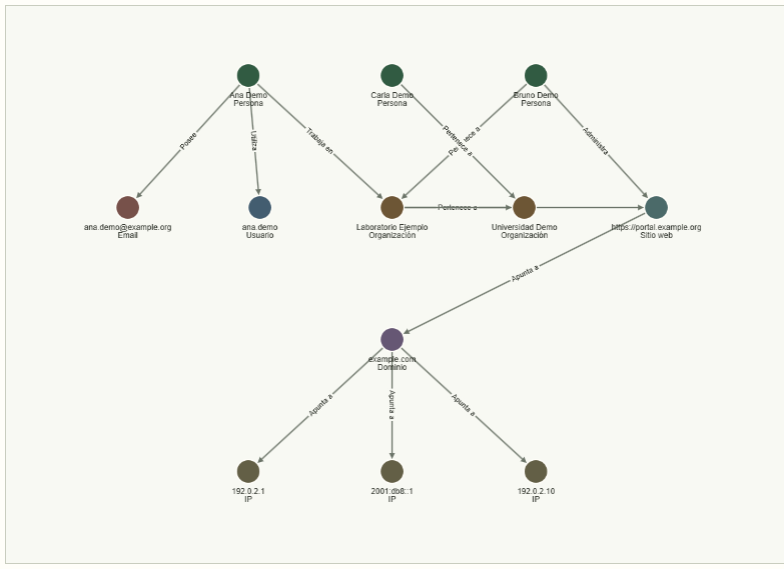 Ana Demo
Persona
Carla Demo
Persona
Bruno Demo
Persona
Posee
Utiliza
Trabaja en
Pertenece a
Administra
ana.demo@example.org
Email
ana.demo
Usuario
Laboratorio Ejemplo
Organización
Pertenece a
Universidad Demo
Organización
https://portal.example.org
Sitio web
Apunta a
example.com
Dominio
Apunta a
Apunta a
Apunta a
192.0.2.1
IP
2001:db8::1
IP
192.0.2.10
IP